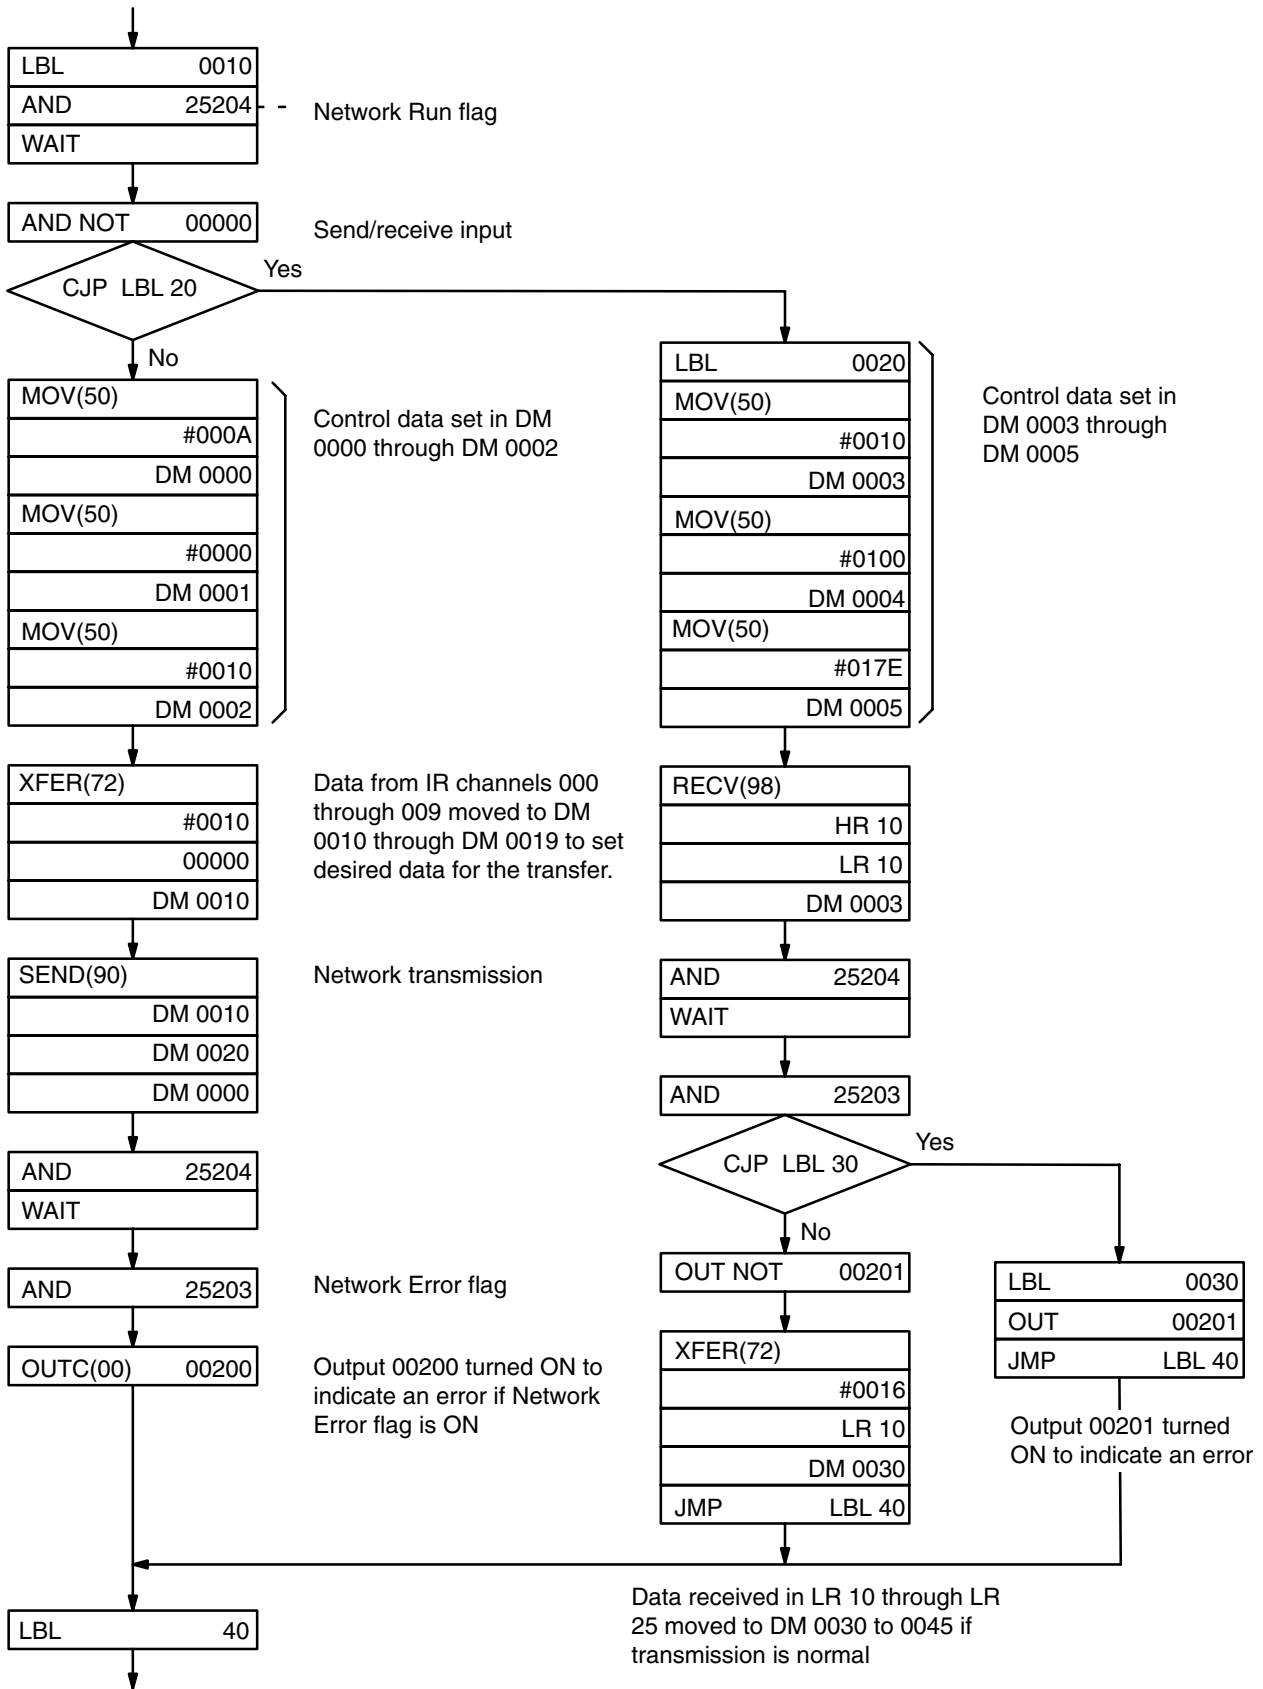 LBL 0010
AND 25204
Network Run flag
WAIT
AND NOT 00000
Send/receive input
CJP LBL 20
Yes
No
MOV(50)
#000A
DM 0000
MOV(50)
#0000
DM 0001
MOV(50)
#0010
DM 0002
Control data set in DM
0000 through DM 0002
XFER(72)
#0010
00000
DM 0010
Data from IR channels 000
through 009 moved to DM
0010 through DM 0019 to set
desired data for the transfer.
SEND(90)
DM 0010
DM 0020
DM 0000
Network transmission
AND 25204
WAIT
AND 25203
Network Error flag
OUTC(00) 00200
Output 00200 turned ON to
indicate an error if Network
Error flag is ON
LBL 0020
MOV(50)
#0010
DM 0003
MOV(50)
#0100
DM 0004
MOV(50)
#017E
DM 0005
Control data set in
DM 0003 through
DM 0005
RECV(98)
HR 10
LR 10
DM 0003
AND 25204
WAIT
AND 25203
CJP LBL 30
Yes
No
OUT NOT 00201
XFER(72)
#0016
LR 10
DM 0030
JMP LBL 40
LBL 0030
OUT 00201
JMP LBL 40
Output 00201 turned
ON to indicate an error
Data received in LR 10 through LR
25 moved to DM 0030 to 0045 if
transmission is normal
LBL 40